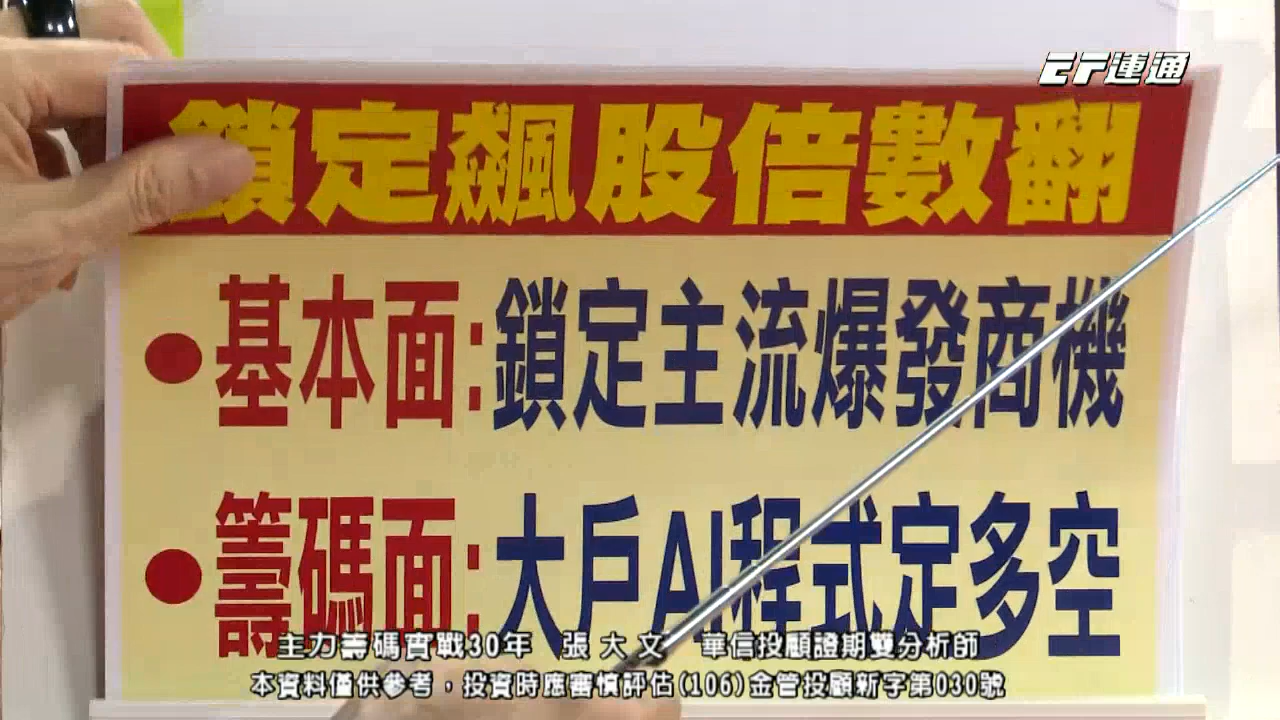 EF連通
鎖定飆股倍數翻
●基本面:鎖定主流爆發商機
●籌碼面:大戶AI程式定多空
主力籌碼實戰30年 張大文 華信投顧證期雙分析師
本資料僅供參考，投資時應審慎評估(106)金管投顧新字第030號